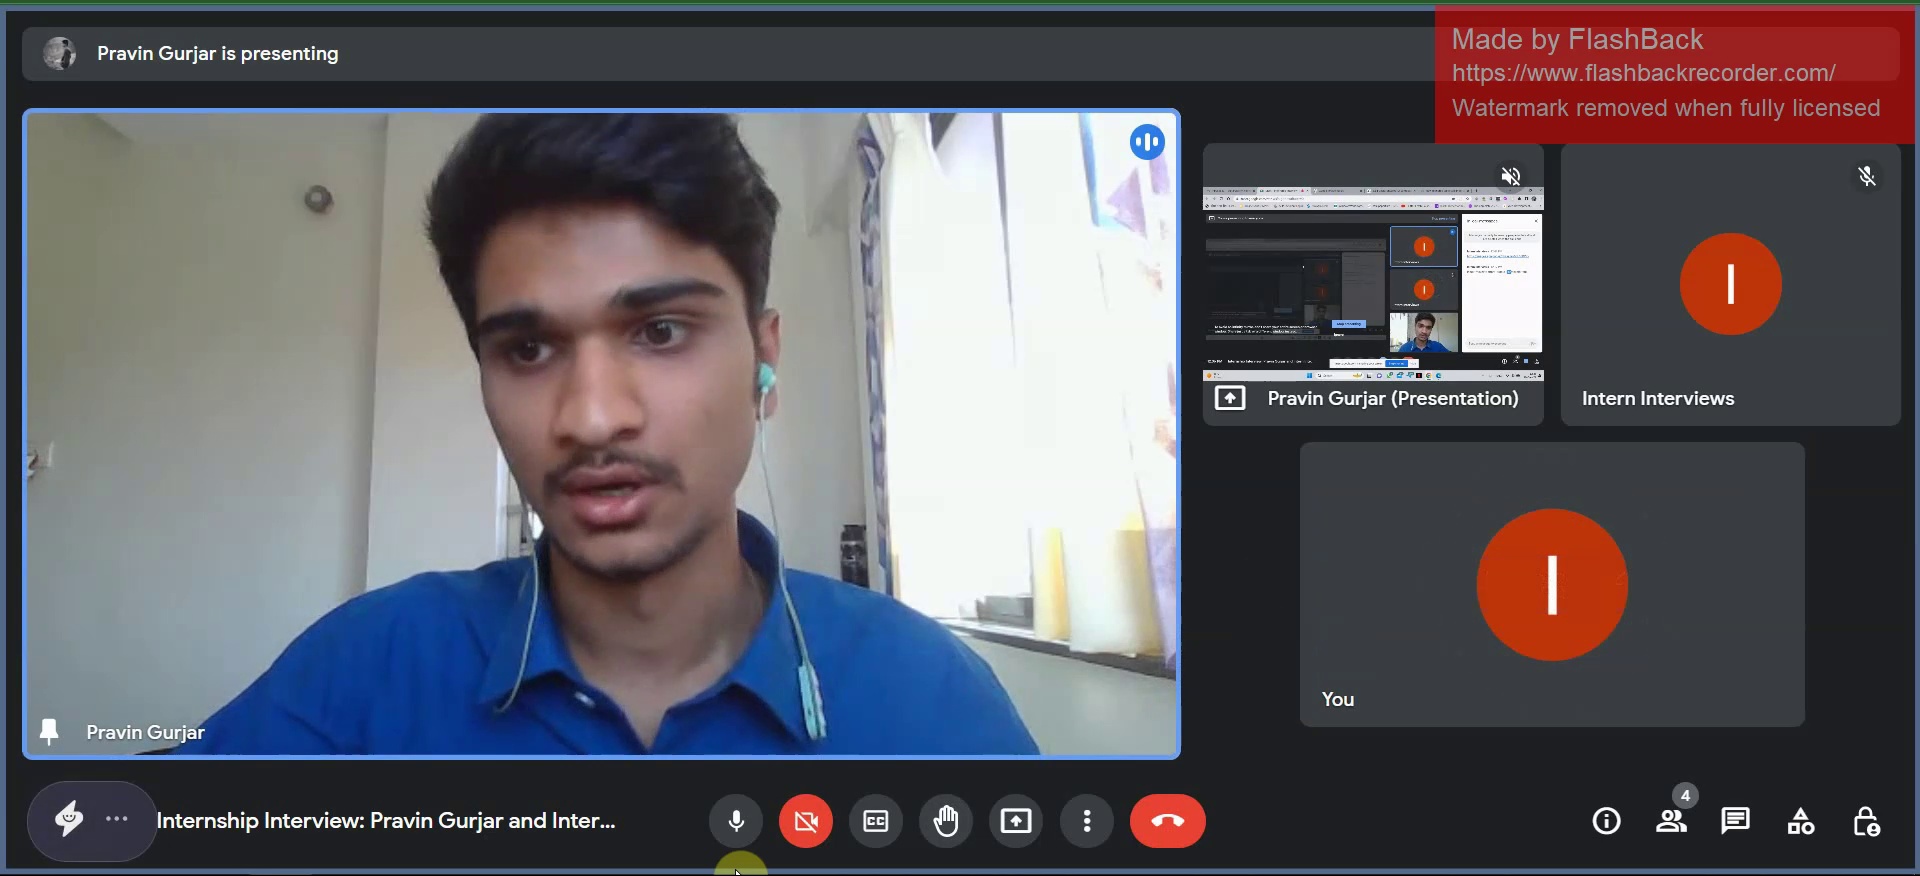 Pravin Gurjar is presenting
Made by FlashBack
https://www.flashbackrecorder.com/
Watermark removed when fully licensed
Pravin Gurjar (Presentation)
I
Intern Interviews
I
You
Pravin Gurjar
Internship Interview: Pravin Gurjar and Inter...
CC
4